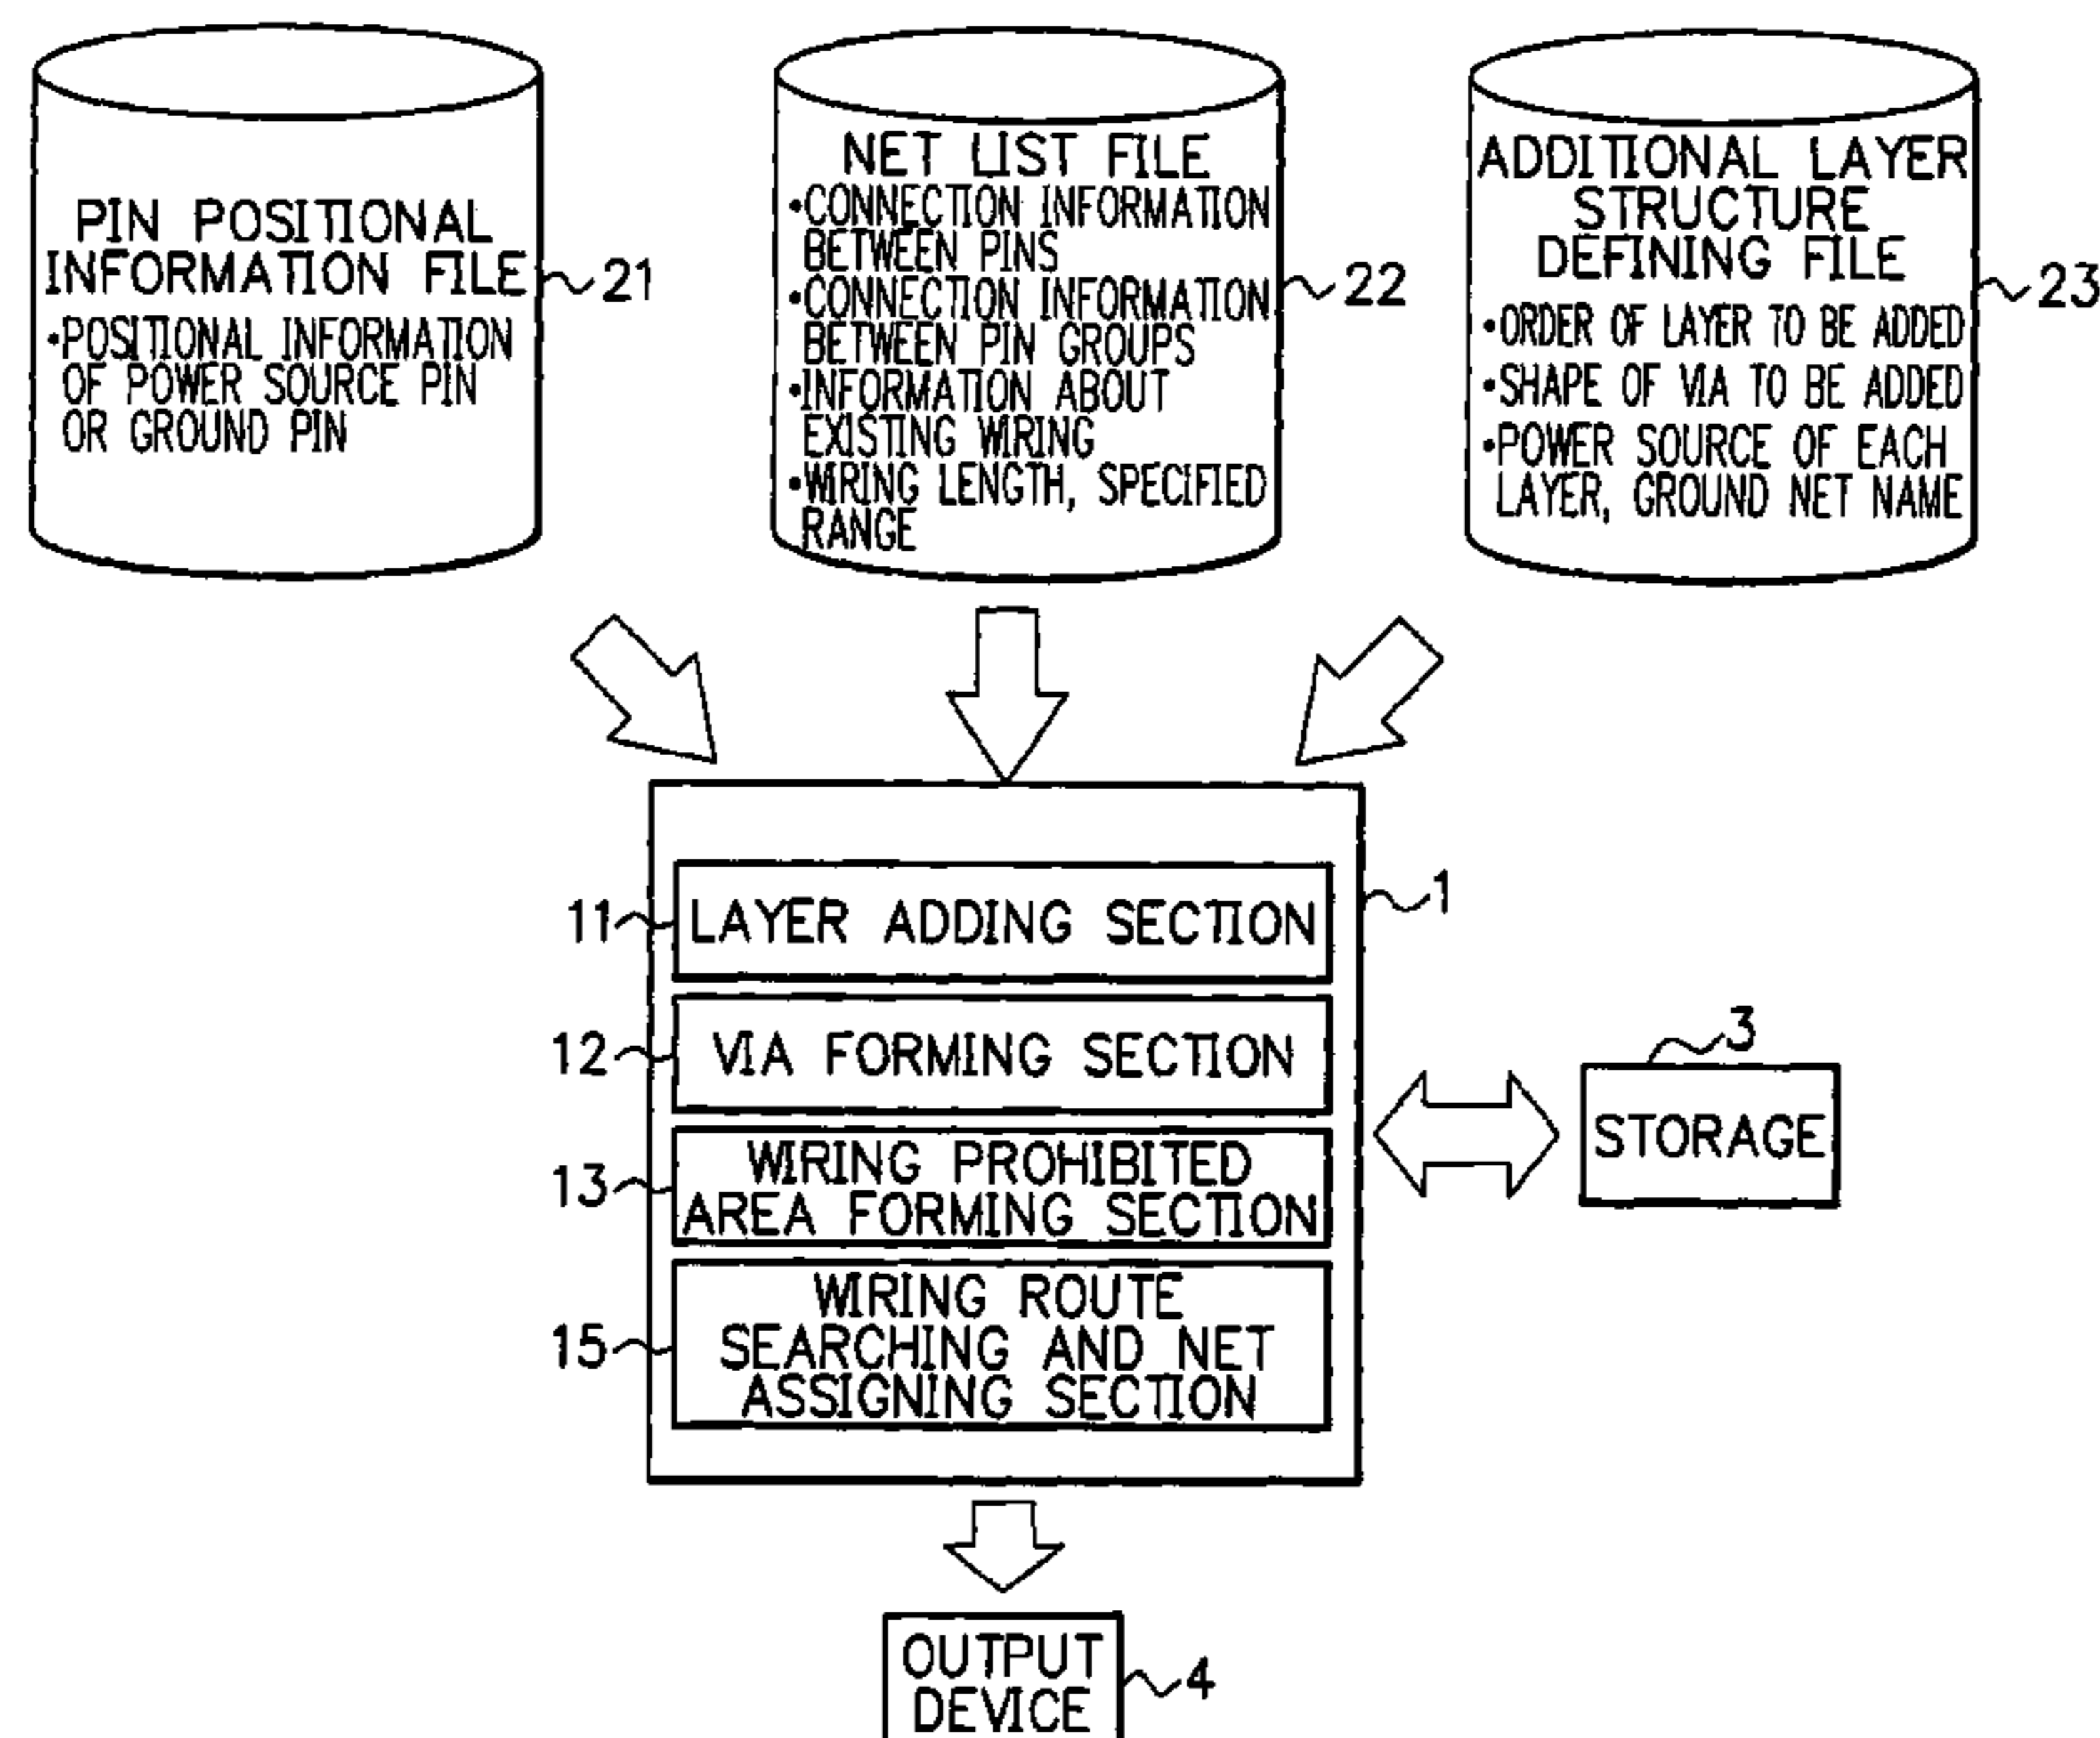 PIN POSITIONAL
INFORMATION FILE
•POSITIONAL INFORMATION
OF POWER SOURCE PIN
OR GROUND PIN
21
NET LIST FILE
•CONNECTION INFORMATION
BETWEEN PINS
•CONNECTION INFORMATION
BETWEEN PIN GROUPS
•INFORMATION ABOUT
EXISTING WIRING
•WIRING LENGTH, SPECIFIED
RANGE
22
ADDITIONAL LAYER
STRUCTURE
DEFINING FILE
•ORDER OF LAYER TO BE ADDED
•SHAPE OF VIA TO BE ADDED
•POWER SOURCE OF EACH
LAYER, GROUND NET NAME
23
1
11
LAYER ADDING SECTION
12
VIA FORMING SECTION
13
WIRING PROHIBITED
AREA FORMING SECTION
15
WIRING ROUTE
SEARCHING AND NET
ASSIGNING SECTION
3
STORAGE
OUTPUT
DEVICE
4